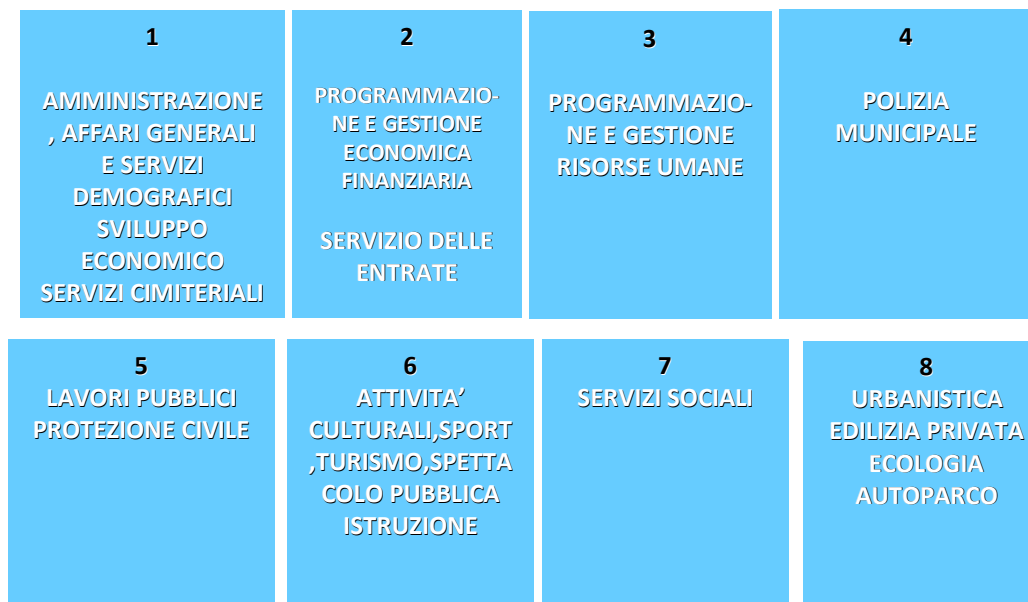 1
AMMINISTRAZIONE
, AFFARI GENERALI
E SERVIZI
DEMOGRAFICI
SVILUPPO
ECONOMICO
SERVIZI CIMITERIALI
2
PROGRAMMAZIO-
NE E GESTIONE
ECONOMICA
FINANZIARIA
SERVIZIO DELLE
ENTRATE
3
PROGRAMMAZIO-
NE E GESTIONE
RISORSE UMANE
4
POLIZIA
MUNICIPALE
5
LAVORI PUBBLICI
PROTEZIONE CIVILE
6
ATTIVITA’
CULTURALI,SPORT
,TURISMO,SPETTA
COLO PUBBLICA
ISTRUZIONE
7
SERVIZI SOCIALI
8
URBANISTICA
EDILIZIA PRIVATA
ECOLOGIA
AUTOPARCO